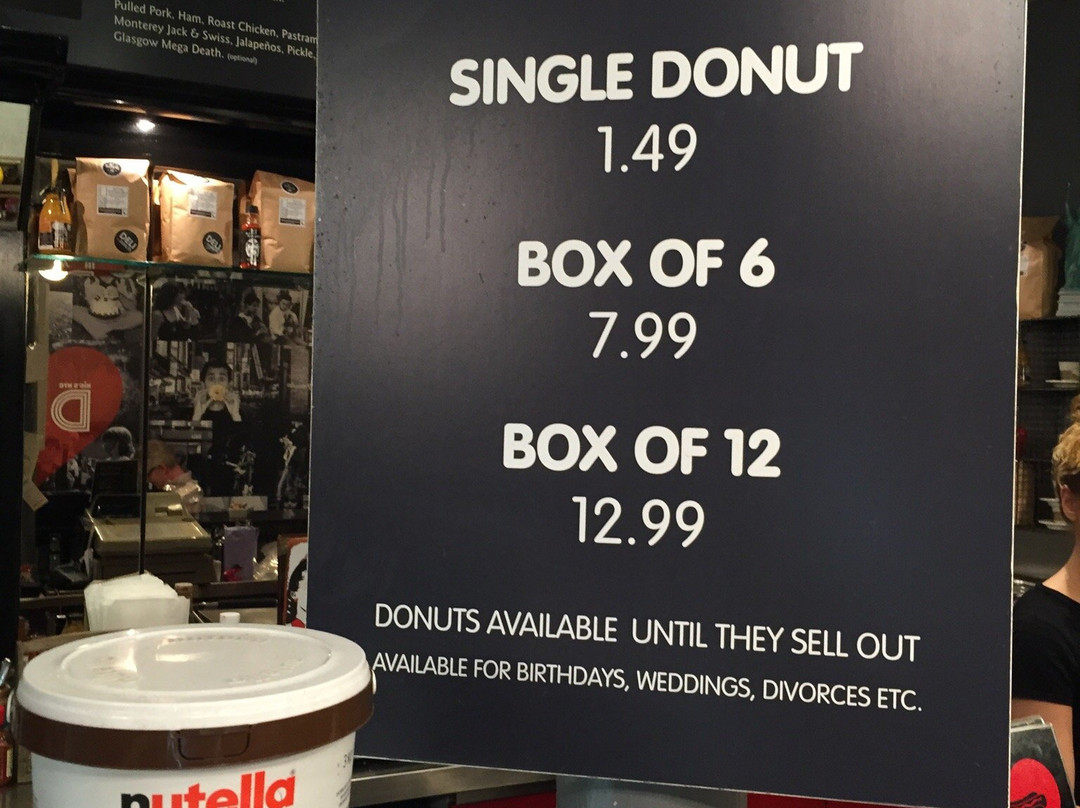 Pulled Pork, Ham, Roast Chicken, Pastram
Monterey Jack & Swiss, Jalapeños, Pickle,
Glasgow Mega Death. (optional)
SINGLE DONUT
1.49
BOX OF 6
7.99
BOX OF 12
12.99
DONUTS AVAILABLE UNTIL THEY SELL OUT
AVAILABLE FOR BIRTHDAYS, WEDDINGS, DIVORCES ETC.
DELI
nutella®